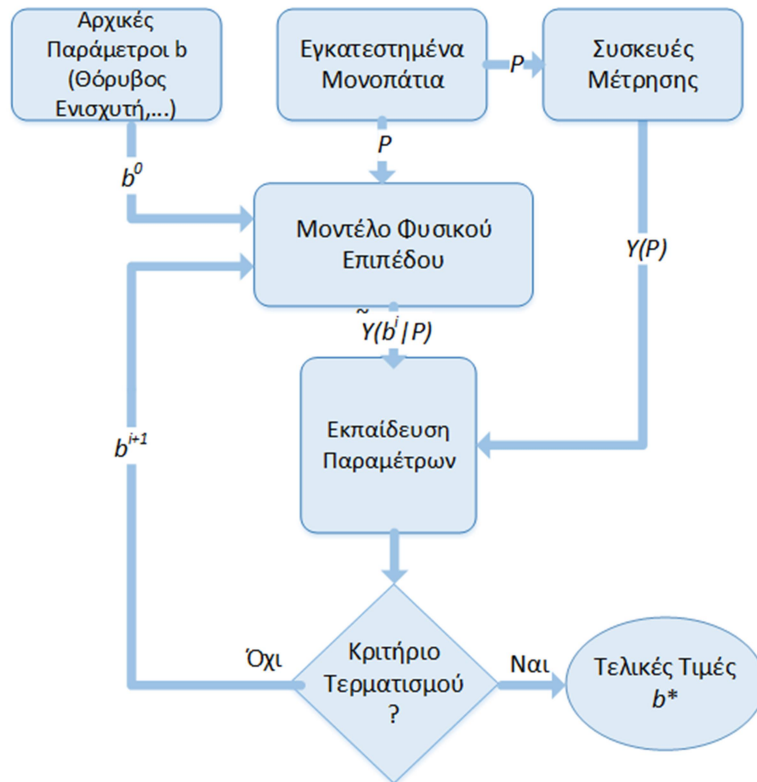 Αρχικές
Παράμετροι b
(Θόρυβος
Ενισχυτή,...)
Εγκατεστημένα
Μονοπάτια
P
Συσκευές
Μέτρησης
b⁰
P
Μοντέλο Φυσικού
Επιπέδου
Y(P)
Ỹ(bⁱ|P)
Εκπαίδευση
Παραμέτρων
bⁱ⁺¹
Όχι
Κριτήριο
Τερματισμού
?
Ναι
Τελικές Τιμές
b*